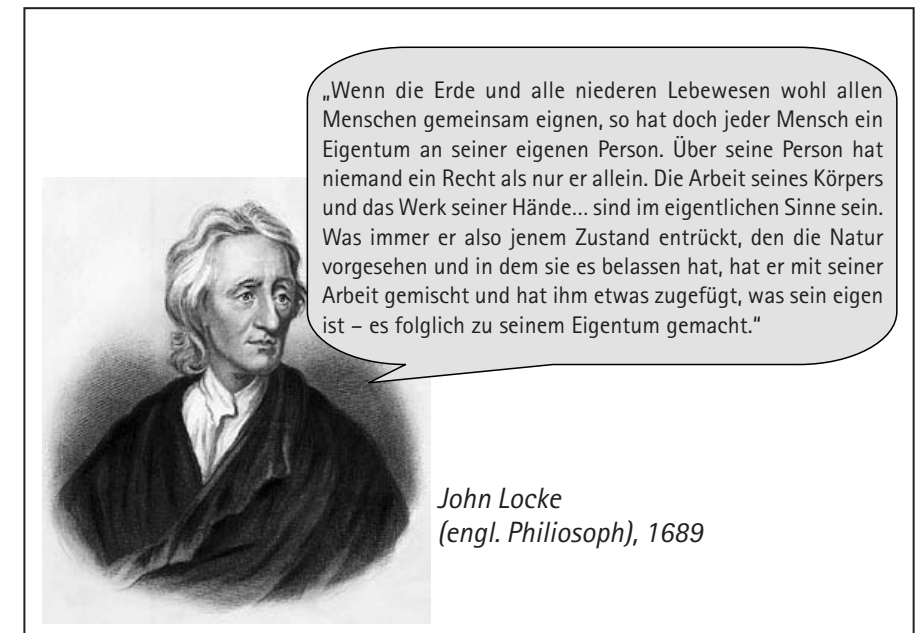 „Wenn die Erde und alle niederen Lebewesen wohl allen
Menschen gemeinsam eignen, so hat doch jeder Mensch ein
Eigentum an seiner eigenen Person. Über seine Person hat
niemand ein Recht als nur er allein. Die Arbeit seines Körpers
und das Werk seiner Hände... sind im eigentlichen Sinne sein.
Was immer er also jenem Zustand entrückt, den die Natur
vorgesehen und in dem sie es belassen hat, hat er mit seiner
Arbeit gemischt und hat ihm etwas zugefügt, was sein eigen
ist – es folglich zu seinem Eigentum gemacht.“
John Locke
(engl. Philiosoph), 1689